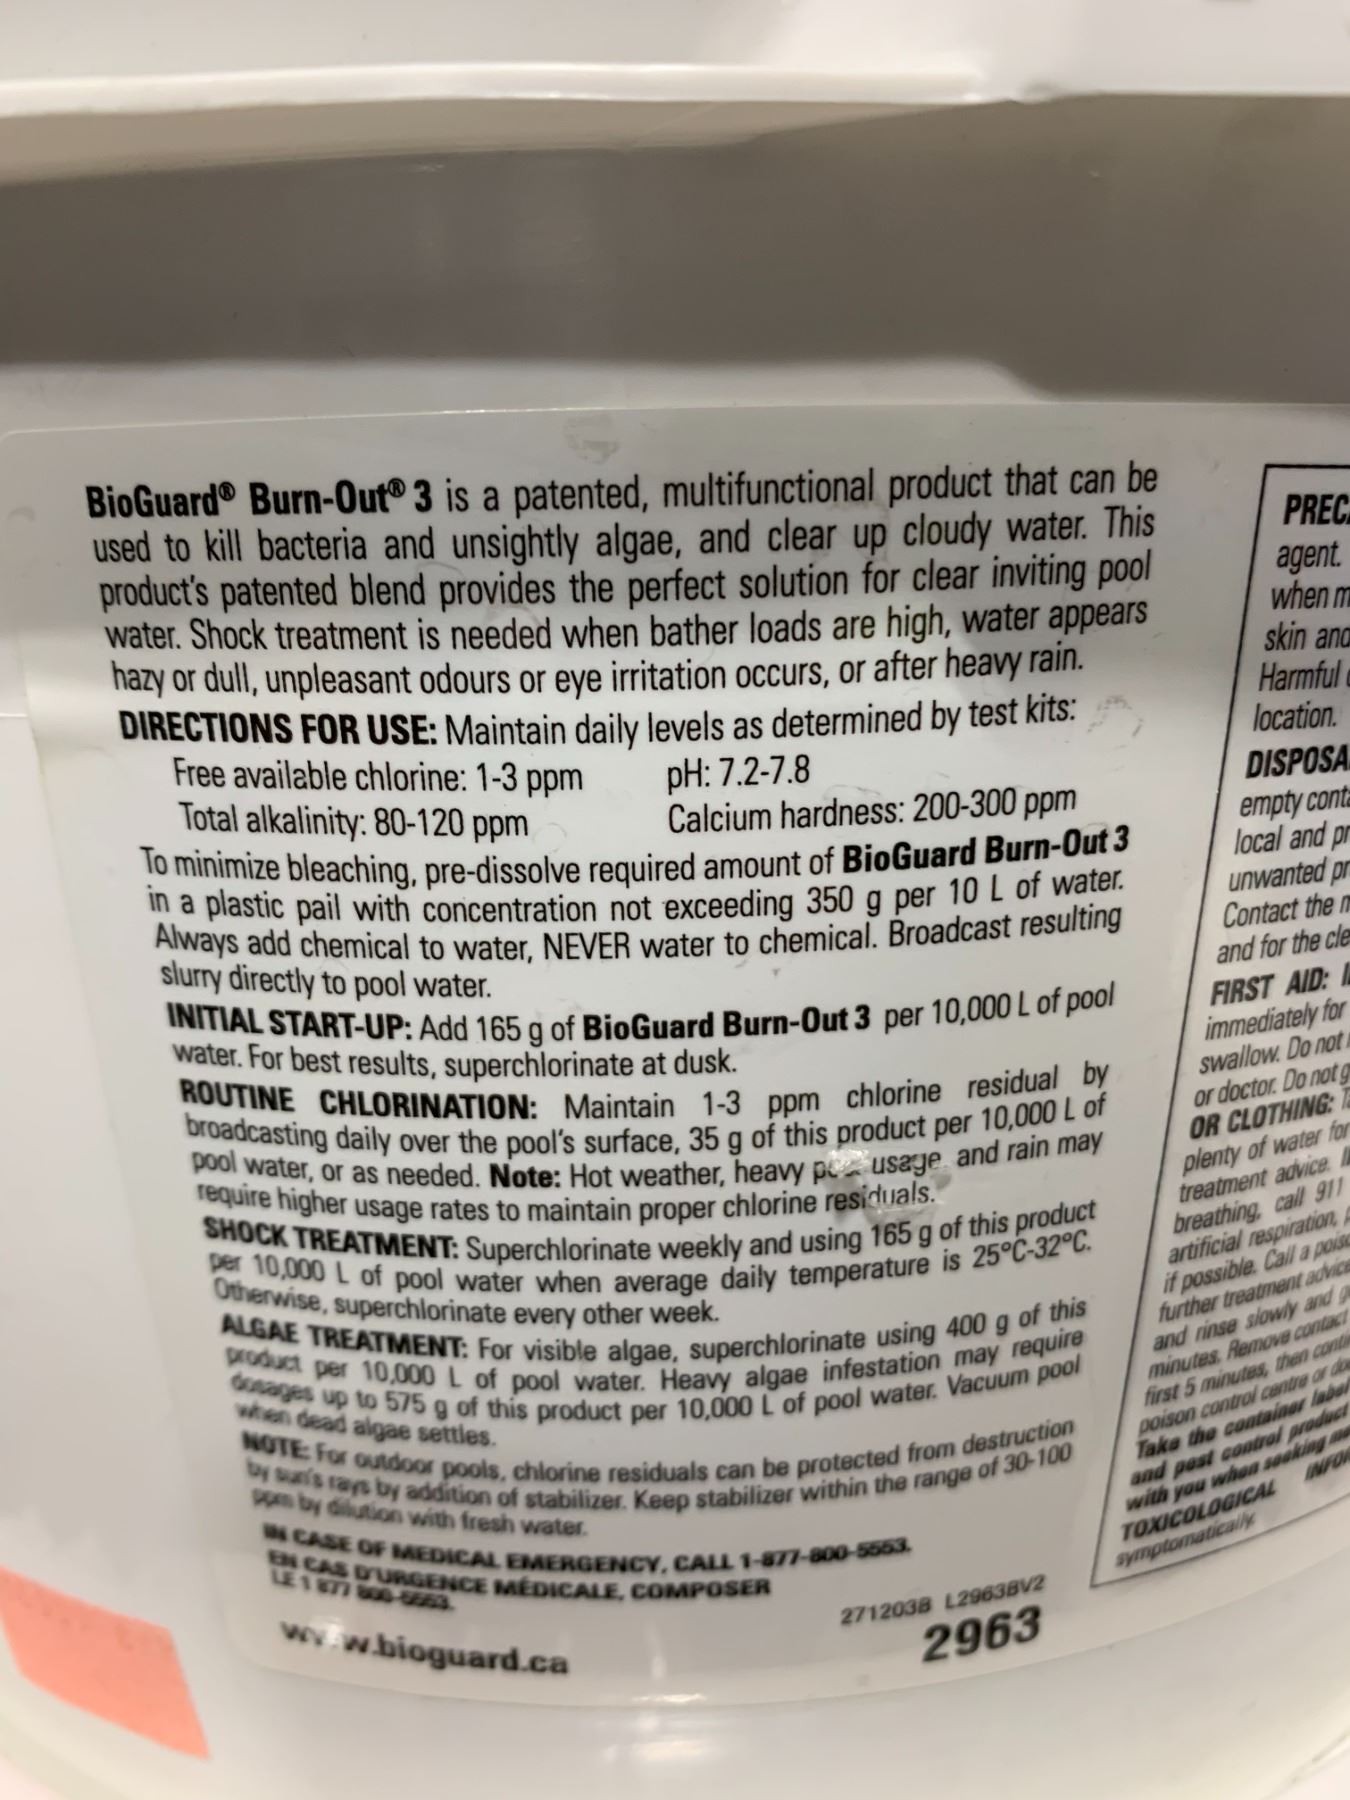 BioGuard® Burn-Out® 3 is a patented, multifunctional product that can be
used to kill bacteria and unsightly algae, and clear up cloudy water. This
product's patented blend provides the perfect solution for clear inviting pool
water. Shock treatment is needed when bather loads are high, water appears
hazy or dull, unpleasant odours or eye irritation occurs, or after heavy rain.
DIRECTIONS FOR USE: Maintain daily levels as determined by test kits:
Free available chlorine: 1-3 ppm pH: 7.2-7.8
Total alkalinity: 80-120 ppm Calcium hardness: 200-300 ppm
To minimize bleaching, pre-dissolve required amount of BioGuard Burn-Out 3
in a plastic pail with concentration not exceeding 350 g per 10 L of water.
Always add chemical to water, NEVER water to chemical. Broadcast resulting
slurry directly to pool water.
INITIAL START-UP: Add 165 g of BioGuard Burn-Out 3 per 10,000 L of pool
water. For best results, superchlorinate at dusk.
ROUTINE CHLORINATION: Maintain 1-3 ppm chlorine residual by
broadcasting daily over the pool's surface, 35 g of this product per 10,000 L of
pool water, or as needed. Note: Hot weather, heavy usage, and rain may
require higher usage rates to maintain proper chlorine residuals.
SHOCK TREATMENT: Superchlorinate weekly and using 165 g of this product
per 10,000 L of pool water when average daily temperature is 25°C-32°C.
Otherwise, superchlorinate every other week.
ALGAE TREATMENT: For visible algae, superchlorinate using 400 g of this
product per 10,000 L of pool water. Heavy algae infestation may require
dosages up to 575 g of this product per 10,000 L of pool water. Vacuum pool
when dead algae settles.
NOTE: For outdoor pools, chlorine residuals can be protected from destruction
by sun's rays by addition of stabilizer. Keep stabilizer within the range of 30-100
ppm by dilution with fresh water.
IN CASE OF MEDICAL EMERGENCY, CALL 1-877-800-5553.
EN CAS D'URGENCE MÉDICALE, COMPOSER
LE 1 877 800-5553.
271203B L2963BV2
www.bioguard.ca
2963
agent.
when
skin
Harmful
location.
empty
local and
unwanted
Contact the
and for the
FIRST AID:
immediately for
swallow. Do not
or doctor. Do not
OR CLOTHING:
plenty of water for
treatment advice.
breathing, call 911
artificial respiration,
if possible. Call a
further treatment advice
and rinse slowly and
minutes. Remove contact
first 5 minutes, then
poison control centre or
Take the container label
and pest control product
with you when seeking
TOXICOLOGICAL
symptomatically.